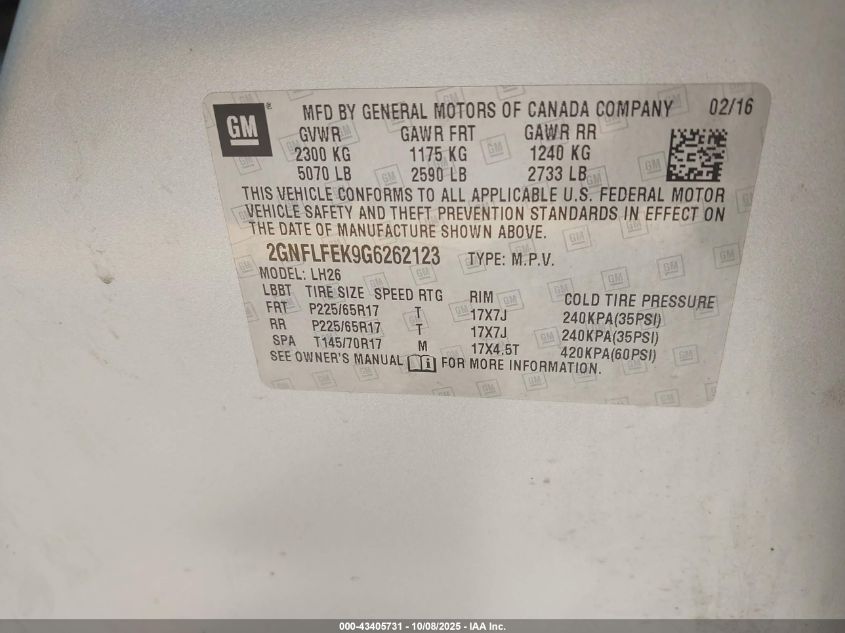 GM ® MFD BY GENERAL MOTORS OF CANADA COMPANY 02/16
GVWR GAWR FRT GAWR RR
2300 KG 1175 KG 1240 KG
5070 LB 2590 LB 2733 LB
THIS VEHICLE CONFORMS TO ALL APPLICABLE U.S. FEDERAL MOTOR
VEHICLE SAFETY AND THEFT PREVENTION STANDARDS IN EFFECT ON
THE DATE OF MANUFACTURE SHOWN ABOVE.
2GNFLFEK9G6262123 TYPE: M.P.V.
MODEL: LH26
LBBT TIRE SIZE SPEED RTG RIM COLD TIRE PRESSURE
FRT P225/65R17 T 17X7J 240KPA(35PSI)
RR P225/65R17 T 17X7J 240KPA(35PSI)
SPA T145/70R17 M 17X4.5T 420KPA(60PSI)
SEE OWNER'S MANUAL FOR MORE INFORMATION.
000-43405731 - 10/08/2025 - IAA Inc.